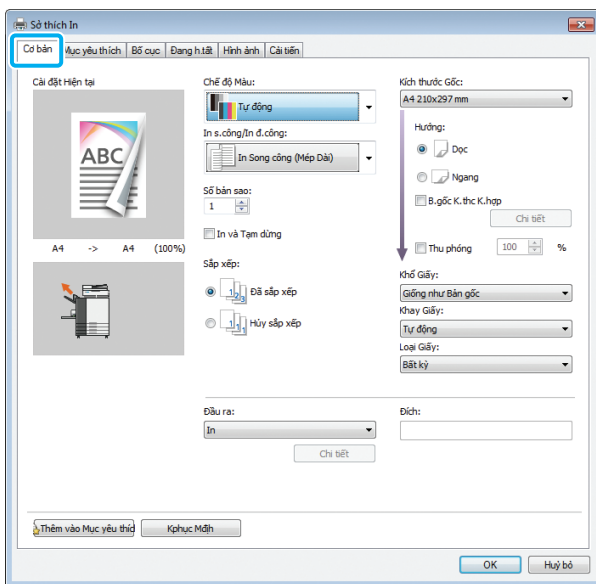 Sở thích In
Cơ bản Mục yêu thích Bố cục Đang h.tất Hình ảnh Cải tiến
Cài đặt Hiện tại
ABC
A4 -> A4 (100%)
Chế độ Màu:
Tự động
In s.công/In đ.công:
In Song công (Mép Dài)
Số bản sao:
1
In và Tạm dừng
Sắp xếp:
Đã sắp xếp
Hủy sắp xếp
Kích thước Gốc:
A4 210x297 mm
Hướng:
Dọc
Ngang
B.gốc K.thc K.hợp
Chi tiết
Thu phóng 100 %
Khổ Giấy:
Giống như Bản gốc
Khay Giấy:
Tự động
Loại Giấy:
Bất kỳ
Đầu ra:
In
Chi tiết
Đích:
Thêm vào Mục yêu thíc Kphục Mđịh
OK Huỷ bỏ